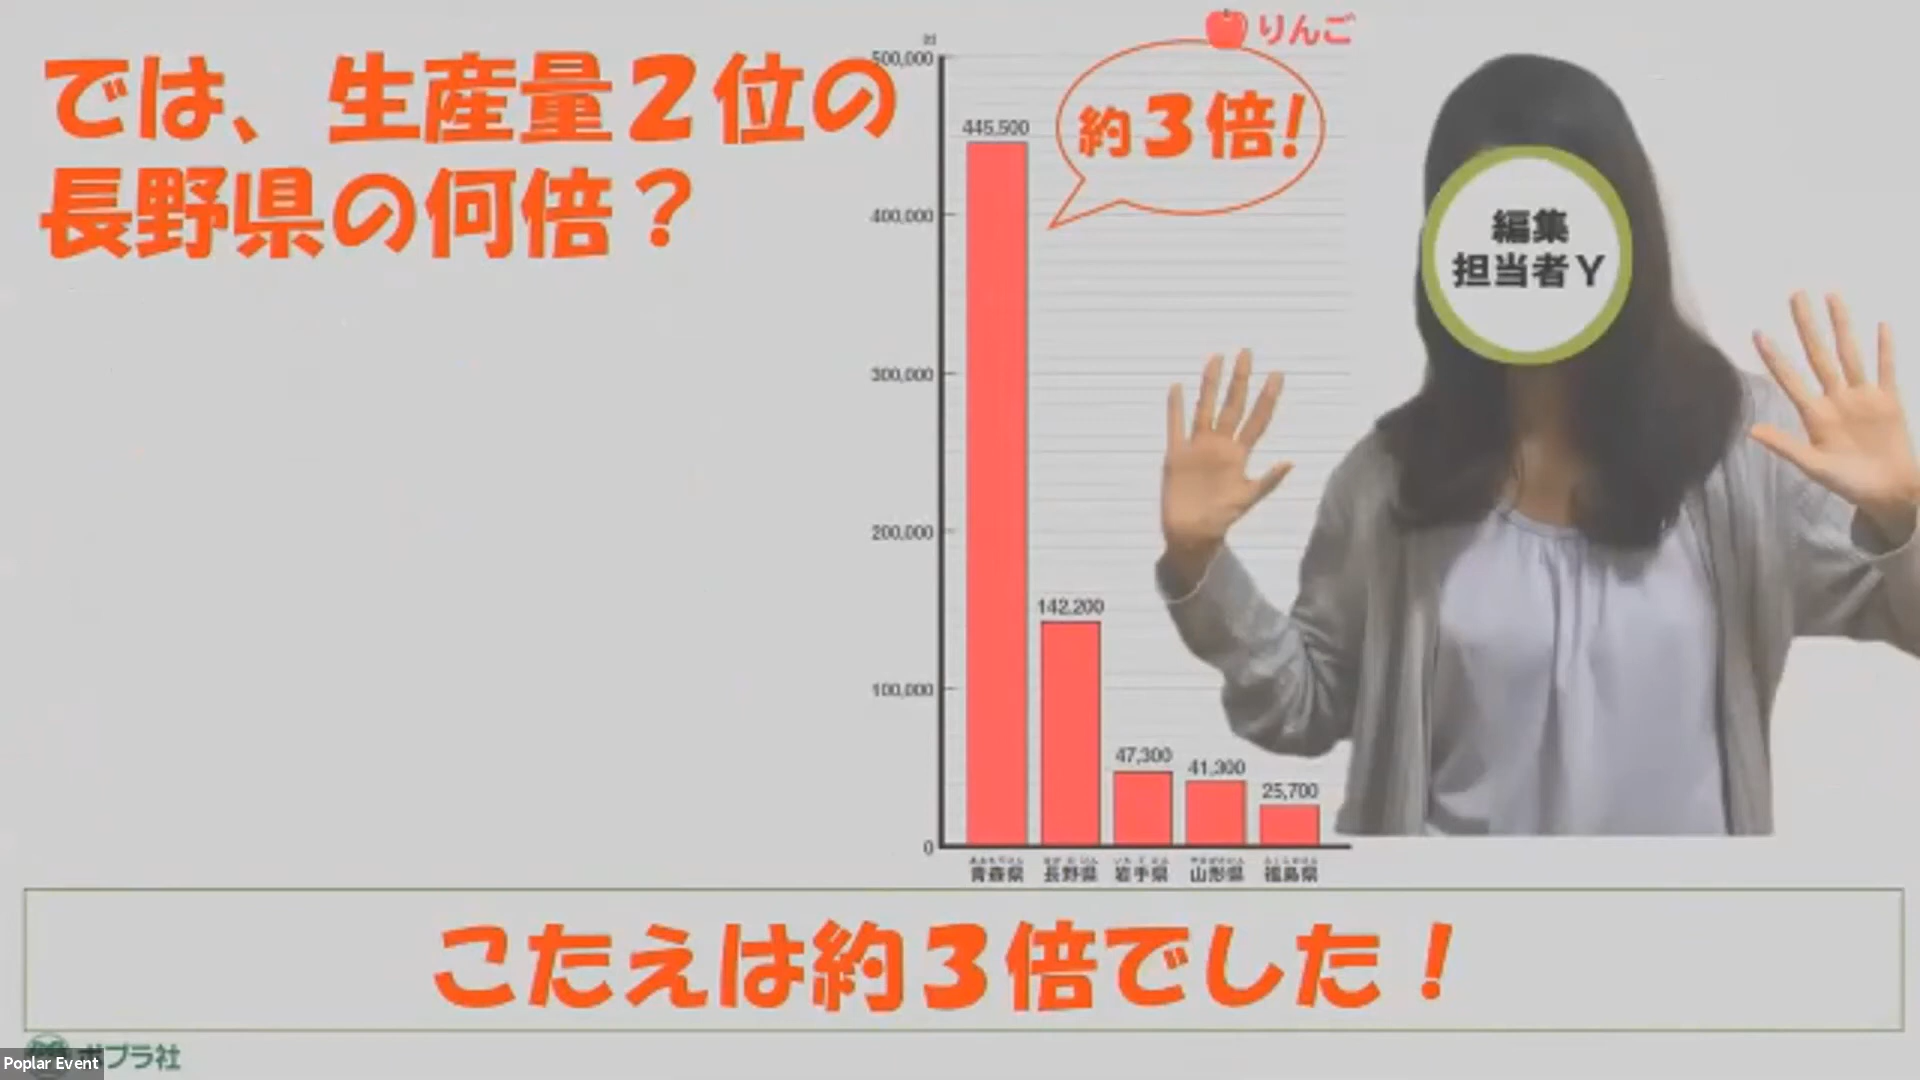 では、生産量2位の
長野県の何倍？
りんご
約3倍！
500,000
400,000
300,000
200,000
100,000
0
445,500
142,200
47,300
41,300
25,700
青森県
長野県
岩手県
山形県
福島県
編集
担当者Y
こたえは約3倍でした！
ポプラ社
Poplar Event